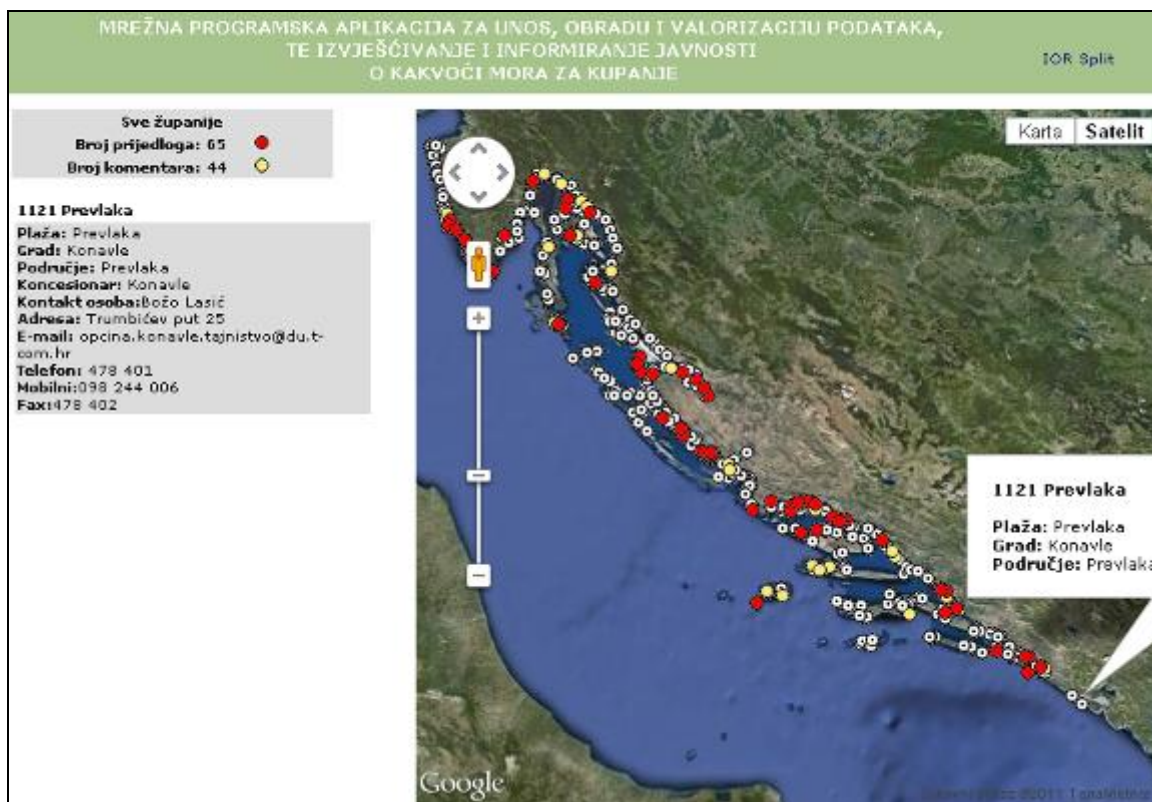 MREŽNA PROGRAMSKA APLIKACIJA ZA UNOS, OBRADU I VALORIZACIJU PODATAKA,
TE IZVJEŠĆIVANJE I INFORMIRANJE JAVNOSTI
O KAKVOĆI MORA ZA KUPANJE
IOR Split
Sve županije
Broj prijedloga: 65
Broj komentara: 44
1121 Prevlaka
Plaža: Prevlaka
Grad: Konavle
Područje: Prevlaka
Koncesionar: Konavle
Kontakt osoba:Božo Lasić
Adresa: Trumbićev put 25
E-mail: opcina.konavle.tajnistvo@du.t-
com.hr
Telefon: 478 401
Mobilni:098 244 006
Fax:478 402
Karta
Satelit
1121 Prevlaka
Plaža: Prevlaka
Grad: Konavle
Područje: Prevlaka
Google